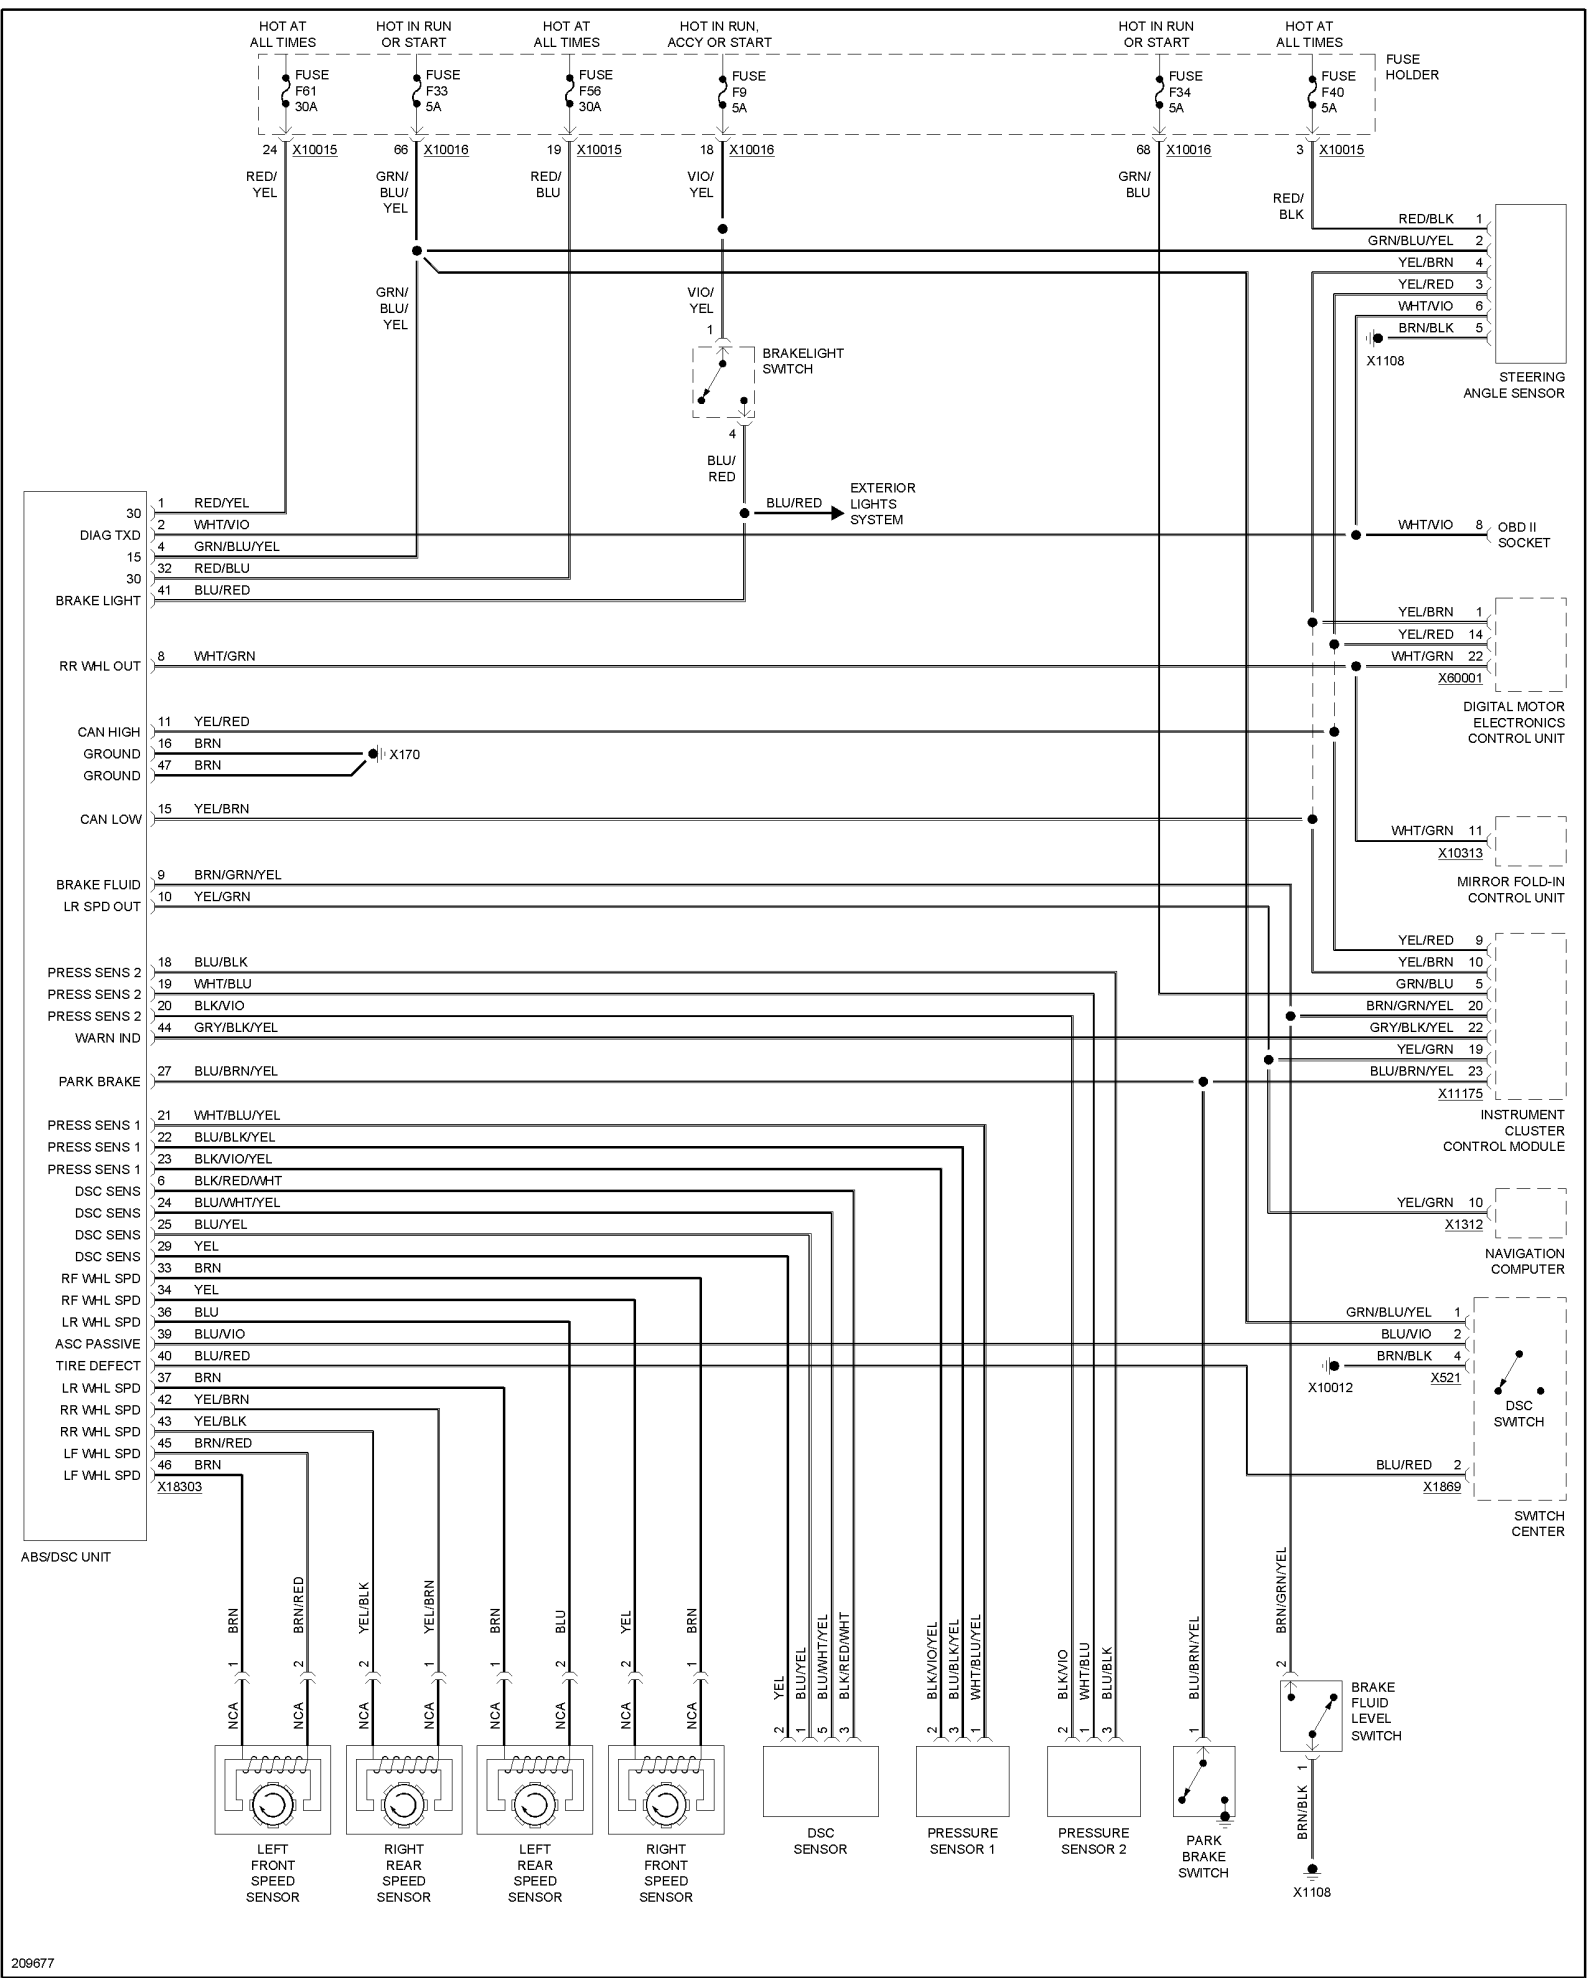 HOT AT
ALL TIMES
HOT IN RUN
OR START
HOT AT
ALL TIMES
HOT IN RUN,
ACCY OR START
HOT IN RUN
OR START
HOT AT
ALL TIMES
FUSE
HOLDER
FUSE
F61
30A
FUSE
F33
5A
FUSE
F56
30A
FUSE
F9
5A
FUSE
F34
5A
FUSE
F40
5A
24 X10015
66 X10016
19 X10015
18 X10016
68 X10016
3 X10015
RED/
YEL
GRN/
BLU/
YEL
RED/
BLU
VIO/
YEL
GRN/
BLU
RED/
BLK
RED/BLK 1
GRN/BLU/YEL 2
YEL/BRN 4
YEL/RED 3
WHT/VIO 6
BRN/BLK 5
X1108
STEERING
ANGLE SENSOR
GRN/
BLU/
YEL
VIO/
YEL
1
BRAKELIGHT
SWITCH
4
BLU/
RED
BLU/RED
EXTERIOR
LIGHTS
SYSTEM
30 1 RED/YEL
DIAG TXD 2 WHT/VIO
15 4 GRN/BLU/YEL
30 32 RED/BLU
BRAKE LIGHT 41 BLU/RED
RR WHL OUT 8 WHT/GRN
CAN HIGH 11 YEL/RED
GROUND 16 BRN
GROUND 47 BRN
X170
CAN LOW 15 YEL/BRN
BRAKE FLUID 9 BRN/GRN/YEL
LR SPD OUT 10 YEL/GRN
PRESS SENS 2 18 BLU/BLK
PRESS SENS 2 19 WHT/BLU
PRESS SENS 2 20 BLK/VIO
WARN IND 44 GRY/BLK/YEL
PARK BRAKE 27 BLU/BRN/YEL
PRESS SENS 1 21 WHT/BLU/YEL
PRESS SENS 1 22 BLU/BLK/YEL
PRESS SENS 1 23 BLK/VIO/YEL
DSC SENS 6 BLK/RED/WHT
DSC SENS 24 BLU/WHT/YEL
DSC SENS 25 BLU/YEL
DSC SENS 29 YEL
RF WHL SPD 33 BRN
RF WHL SPD 34 YEL
LR WHL SPD 36 BLU
ASC PASSIVE 39 BLU/VIO
TIRE DEFECT 40 BLU/RED
LR WHL SPD 37 BRN
RR WHL SPD 42 YEL/BRN
RR WHL SPD 43 YEL/BLK
LF WHL SPD 45 BRN/RED
LF WHL SPD 46 BRN
X18303
ABS/DSC UNIT
WHT/VIO 8
OBD II
SOCKET
YEL/BRN 1
YEL/RED 14
WHT/GRN 22
X60001
DIGITAL MOTOR
ELECTRONICS
CONTROL UNIT
WHT/GRN 11
X10313
MIRROR FOLD-IN
CONTROL UNIT
YEL/RED 9
YEL/BRN 10
GRN/BLU 5
BRN/GRN/YEL 20
GRY/BLK/YEL 22
YEL/GRN 19
BLU/BRN/YEL 23
X11175
INSTRUMENT
CLUSTER
CONTROL MODULE
YEL/GRN 10
X1312
NAVIGATION
COMPUTER
GRN/BLU/YEL 1
BLU/VIO 2
BRN/BLK 4
X10012
X521
DSC
SWITCH
BLU/RED 2
X1869
SWITCH
CENTER
BRN 1 NCA
BRN/RED 2 NCA
YEL/BLK 2 NCA
YEL/BRN 1 NCA
BRN 1 NCA
BLU 2 NCA
YEL 2 NCA
BRN 1 NCA
YEL 2
BLU/YEL 1
BLU/WHT/YEL 5
BLK/RED/WHT 3
BLK/VIO/YEL 2
BLU/BLK/YEL 3
WHT/BLU/YEL 1
BLK/VIO 2
WHT/BLU 1
BLU/BLK 3
BLU/BRN/YEL 1
BRN/GRN/YEL 2
BRAKE
FLUID
LEVEL
SWITCH
1
BRN/BLK
X1108
LEFT
FRONT
SPEED
SENSOR
RIGHT
REAR
SPEED
SENSOR
LEFT
REAR
SPEED
SENSOR
RIGHT
FRONT
SPEED
SENSOR
DSC
SENSOR
PRESSURE
SENSOR 1
PRESSURE
SENSOR 2
PARK
BRAKE
SWITCH
209677